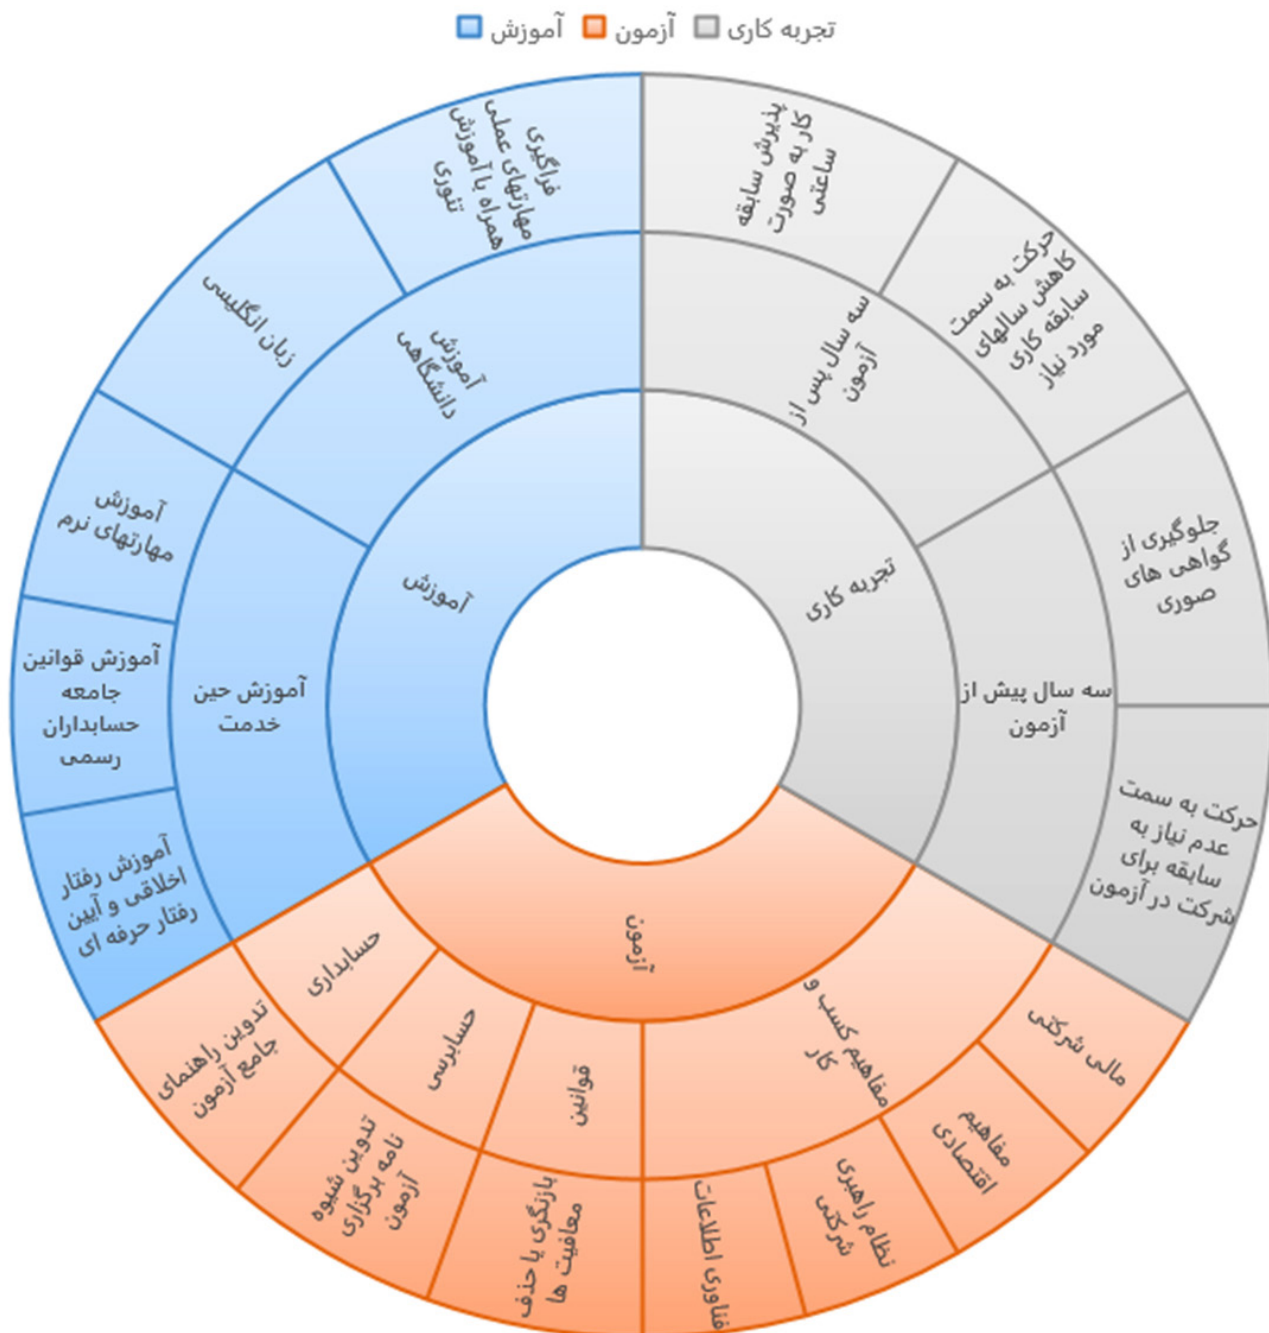 تجربه کاری
آزمون
آموزش
پذیرش سابقه
کار به صورت
ساعتی
حرکت به سمت
کاهش سالهای
سابقه کاری
مورد نیاز
جلوگیری از
گواهی های
صوری
حرکت به سمت
عدم نیاز به
سابقه برای
شرکت در آزمون
سه سال پس از
آزمون
سه سال پیش از
آزمون
تجربه کاری
آزمون
مفاهیم کسب و
کار
قوانین
حسابرسی
حسابداری
مالی شرکتی
مفاهیم
اقتصادی
نظام راهبری
شرکتی
فناوری اطلاعات
بازنگری یا حذف
معافیت ها
تدوین شیوه
نامه برگزاری
آزمون
تدوین راهنمای
جامع آزمون
آموزش
آموزش حین
خدمت
آموزش
دانشگاهی
آموزش رفتار
اخلاقی و آیین
رفتار حرفه ای
آموزش قوانین
جامعه
حسابداران
رسمی
آموزش
مهارتهای نرم
زبان انگلیسی
فراگیری
مهارتهای عملی
همراه با آموزش
تئوری